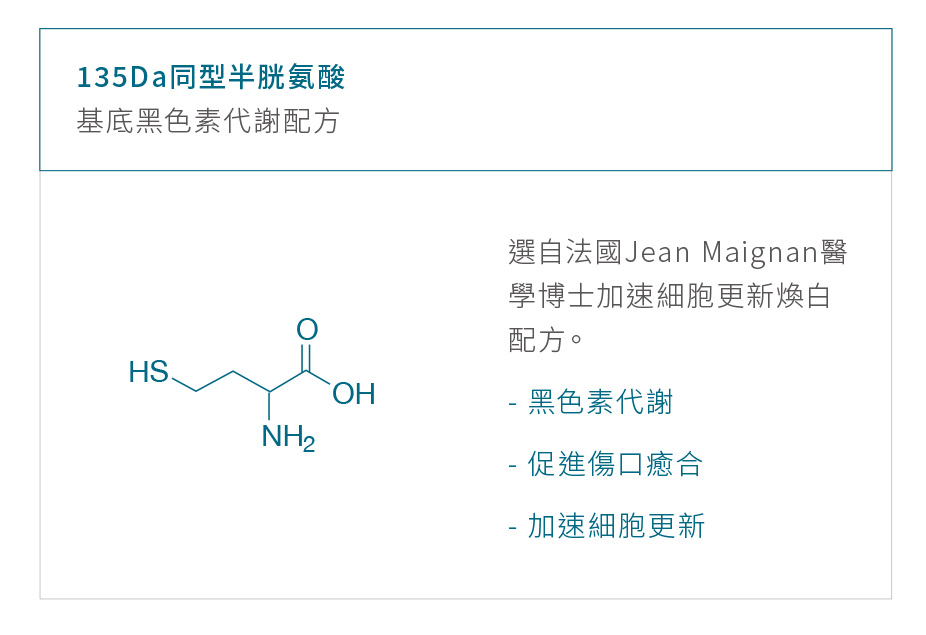 135Da同型半胱氨酸
基底黑色素代謝配方
選自法國Jean Maignan醫
學博士加速細胞更新煥白
配方。
O
HS
OH
NH₂
- 黑色素代謝
- 促進傷口癒合
- 加速細胞更新